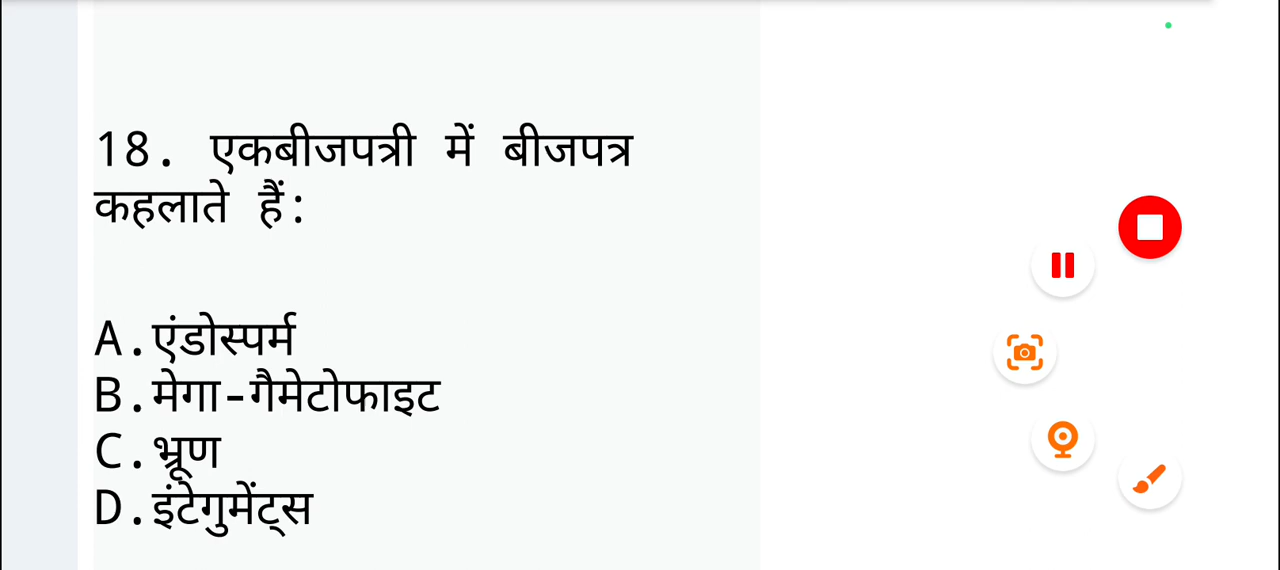 18. एकबीजपत्री में बीजपत्र
कहलाते हैं:
A.एंडोस्पर्म
B.मेगा-गैमेटोफाइट
C.भ्रूण
D.इंटेगुमेंट्स